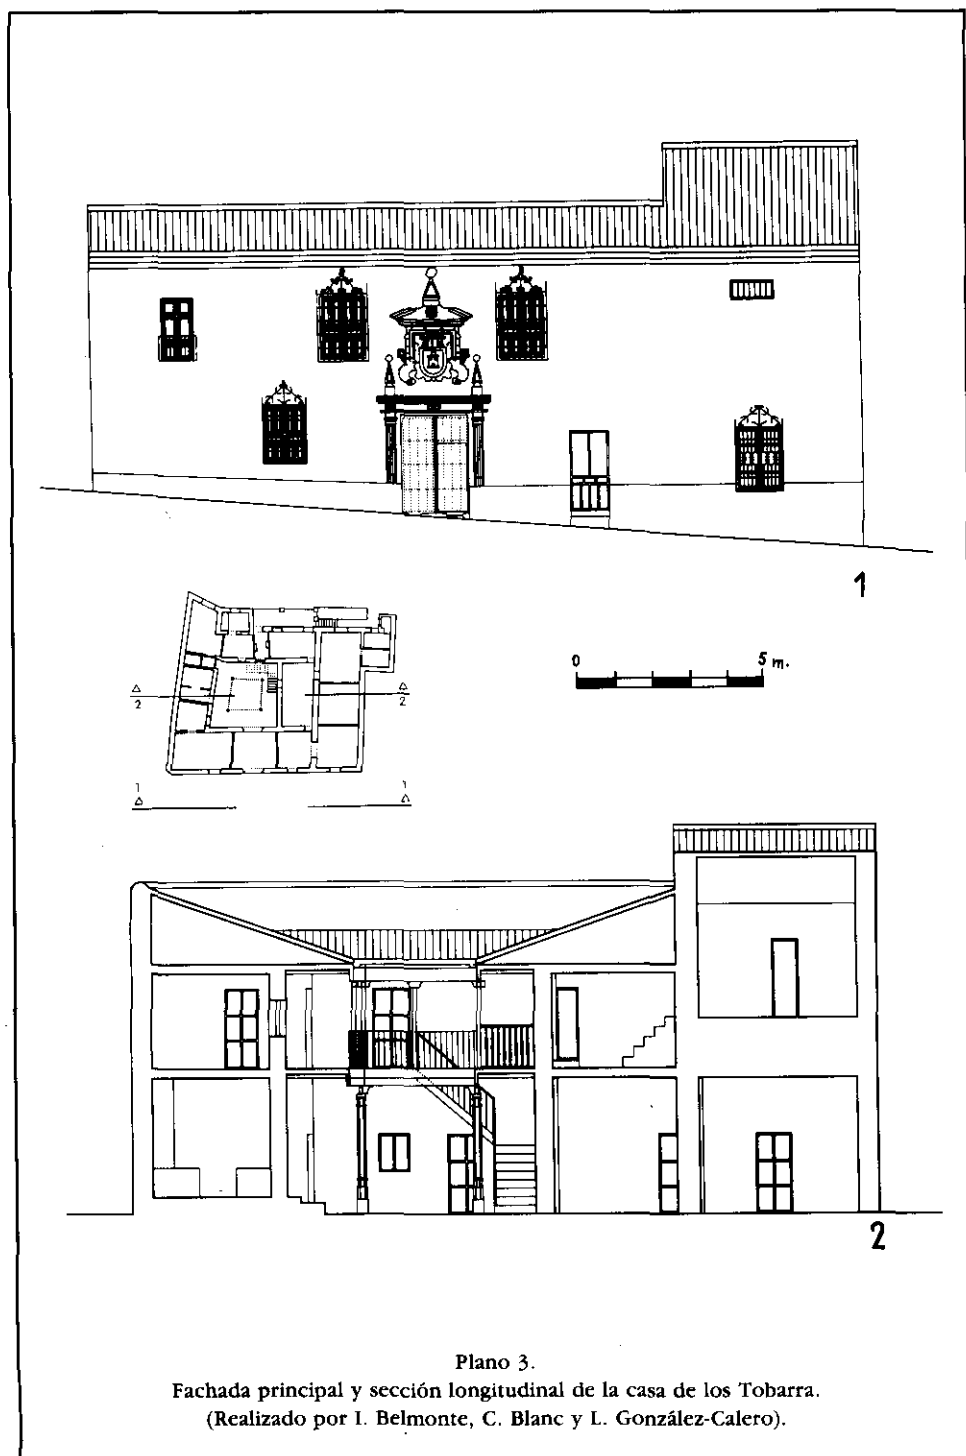 1
0 5 m.
2 2
1 1
2
Plano 3.
Fachada principal y sección longitudinal de la casa de los Tobarra.
(Realizado por I. Belmonte, C. Blanc y L. González-Calero).